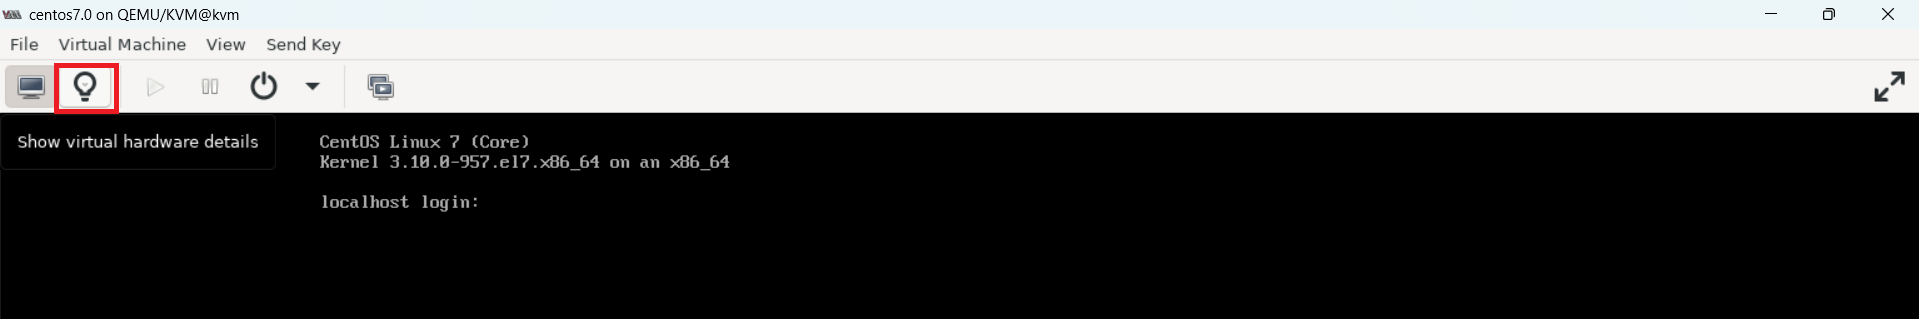 centos7.0 on QEMU/KVM@kvm
File Virtual Machine View Send Key
Show virtual hardware details
CentOS Linux 7 (Core)
Kernel 3.10.0-957.el7.x86_64 on an x86_64
localhost login: